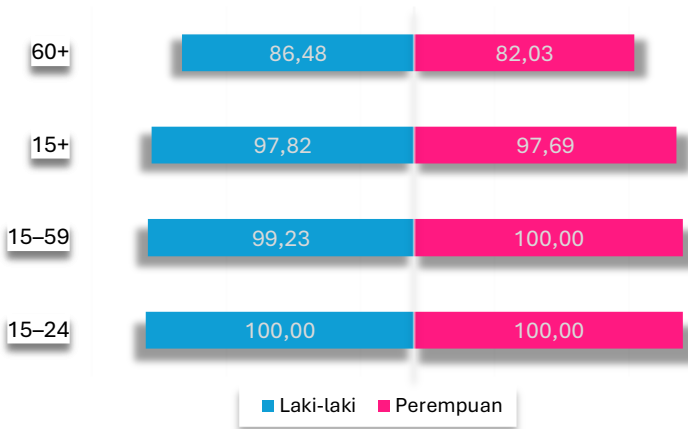 60+ 86,48 82,03
15+ 97,82 97,69
15–59 99,23 100,00
15–24 100,00 100,00
Laki-laki Perempuan